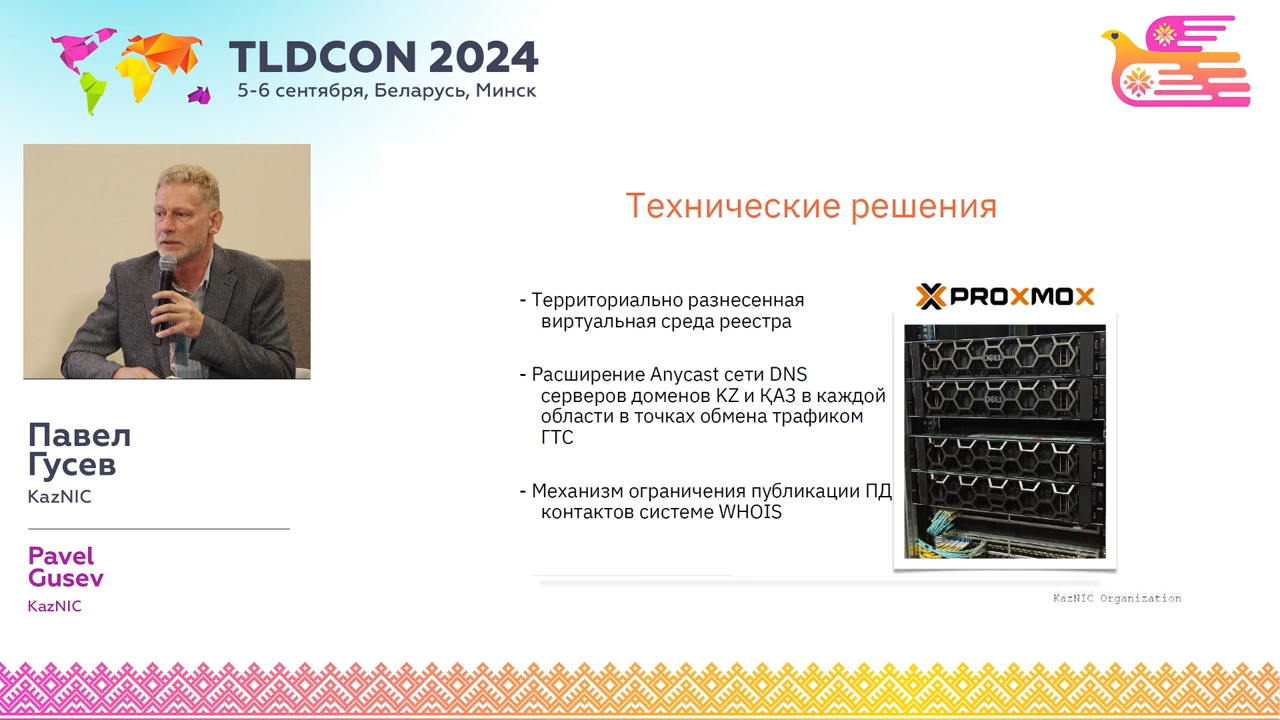 TLDCON 2024
5-6 сентября, Беларусь, Минск
Павел
Гусев
KazNIC
Pavel
Gusev
KazNIC
Технические решения
- Территориально разнесенная
виртуальная среда реестра
- Расширение Anycast сети DNS
серверов доменов KZ и ҚАЗ в каждой
области в точках обмена трафиком
ГТС
- Механизм ограничения публикации ПД
контактов системе WHOIS
PROXMOX
DELL
DELL
KazNIC Organization